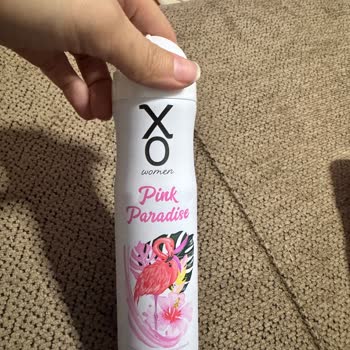 XO
women
Pink
Paradise